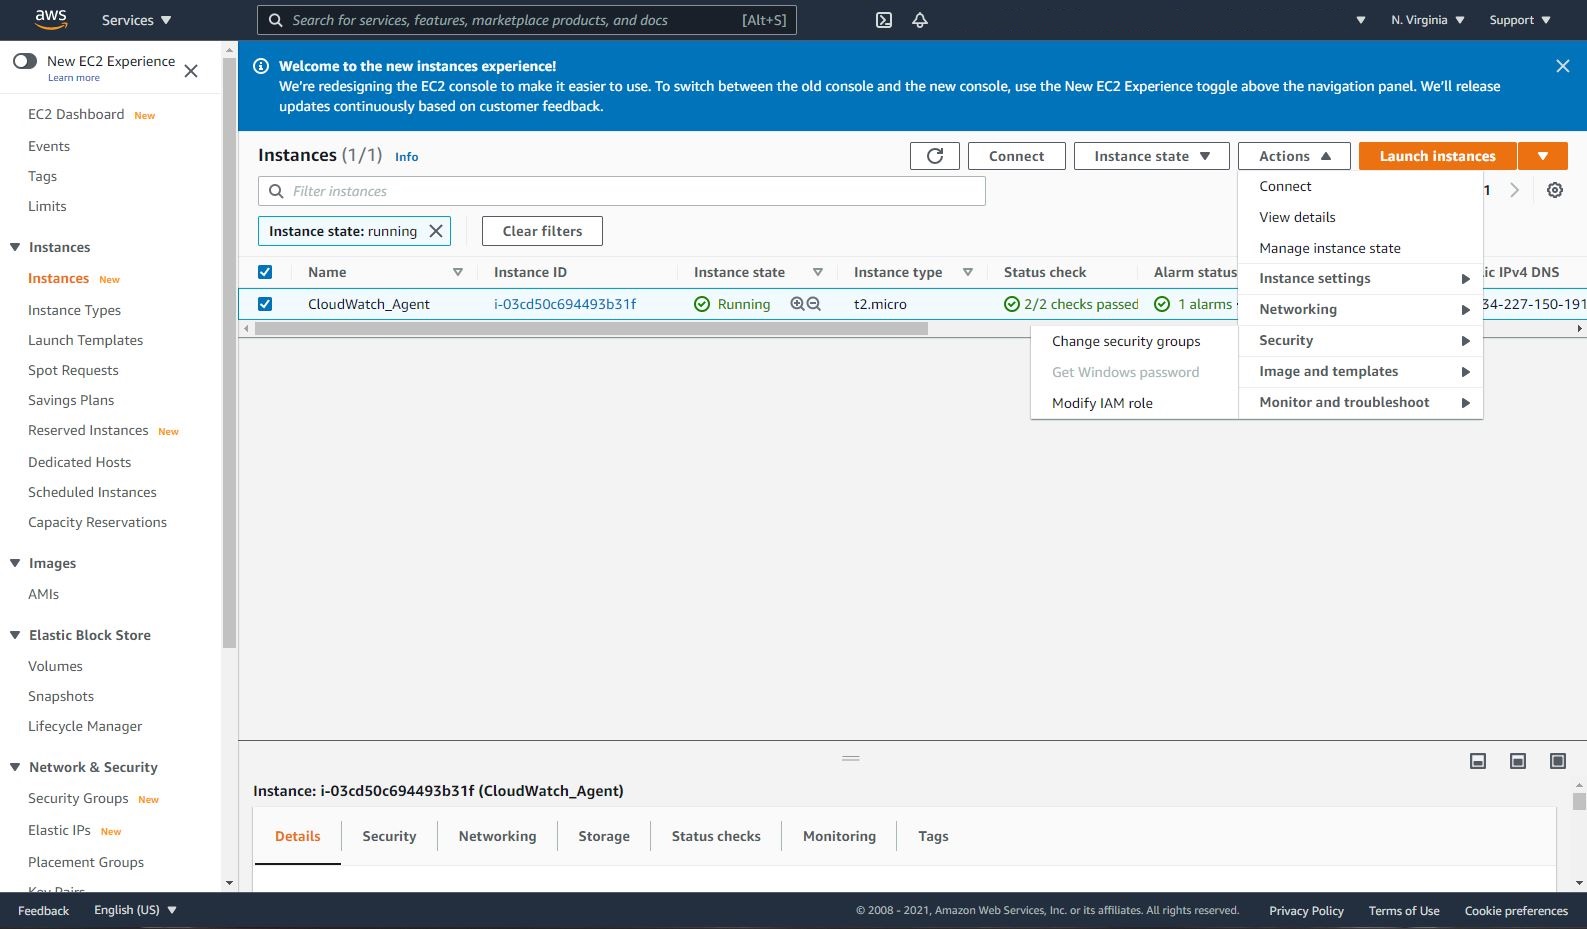 aws
Services
Search for services, features, marketplace products, and docs
[Alt+S]
N. Virginia
Support
New EC2 Experience
Learn more
EC2 Dashboard New
Events
Tags
Limits
Instances
Instances New
Instance Types
Launch Templates
Spot Requests
Savings Plans
Reserved Instances New
Dedicated Hosts
Scheduled Instances
Capacity Reservations
Images
AMIs
Elastic Block Store
Volumes
Snapshots
Lifecycle Manager
Network & Security
Security Groups New
Elastic IPs New
Placement Groups
Key Pairs
Welcome to the new instances experience!
We're redesigning the EC2 console to make it easier to use. To switch between the old console and the new console, use the New EC2 Experience toggle above the navigation panel. We'll release
updates continuously based on customer feedback.
Instances (1/1) Info
Connect
Instance state
Actions
Launch instances
Filter instances
1
Instance state: running
Clear filters
Name
Instance ID
Instance state
Instance type
Status check
Alarm status
ic IPv4 DNS
CloudWatch_Agent
i-03cd50c694493b31f
Running
t2.micro
2/2 checks passed
1 alarms
34-227-150-191
Connect
View details
Manage instance state
Instance settings
Networking
Security
Image and templates
Monitor and troubleshoot
Change security groups
Get Windows password
Modify IAM role
Instance: i-03cd50c694493b31f (CloudWatch_Agent)
Details
Security
Networking
Storage
Status checks
Monitoring
Tags
Feedback
English (US)
© 2008 - 2021, Amazon Web Services, Inc. or its affiliates. All rights reserved.
Privacy Policy
Terms of Use
Cookie preferences